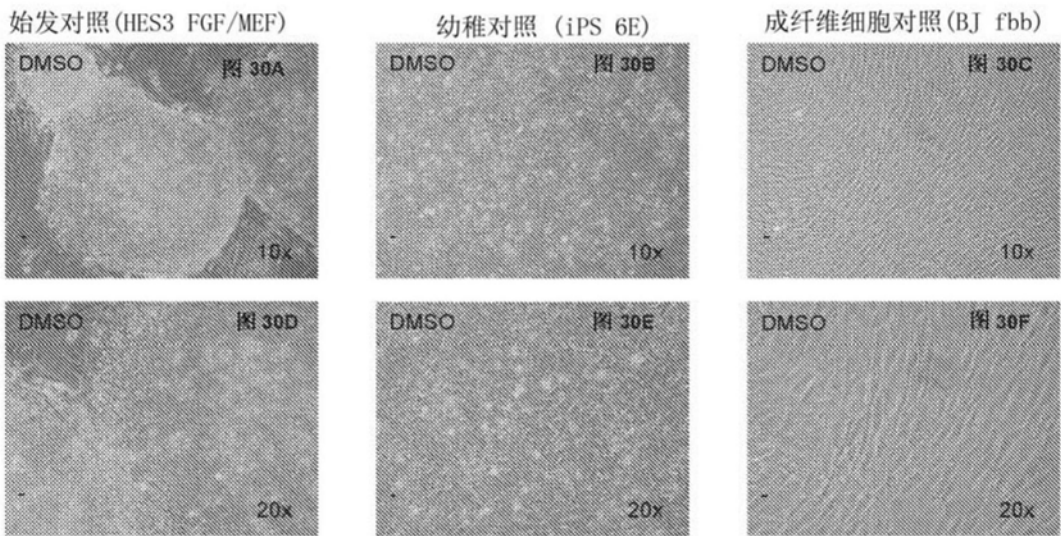 始发对照(HES3 FGF/MEF)
幼稚对照 (iPS 6E)
成纤维细胞对照(BJ fbb)
DMSO 图 30A
10x
DMSO 图 30B
10x
DMSO 图 30C
10x
DMSO 图 30D
20x
DMSO 图 30E
20x
DMSO 图 30F
20x